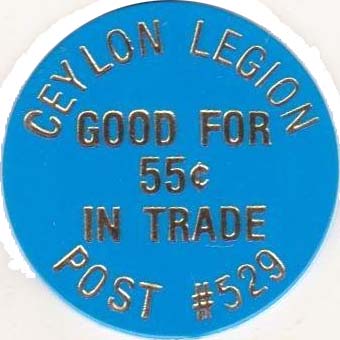 CEYLON LEGION
GOOD FOR
55¢
IN TRADE
POST #529